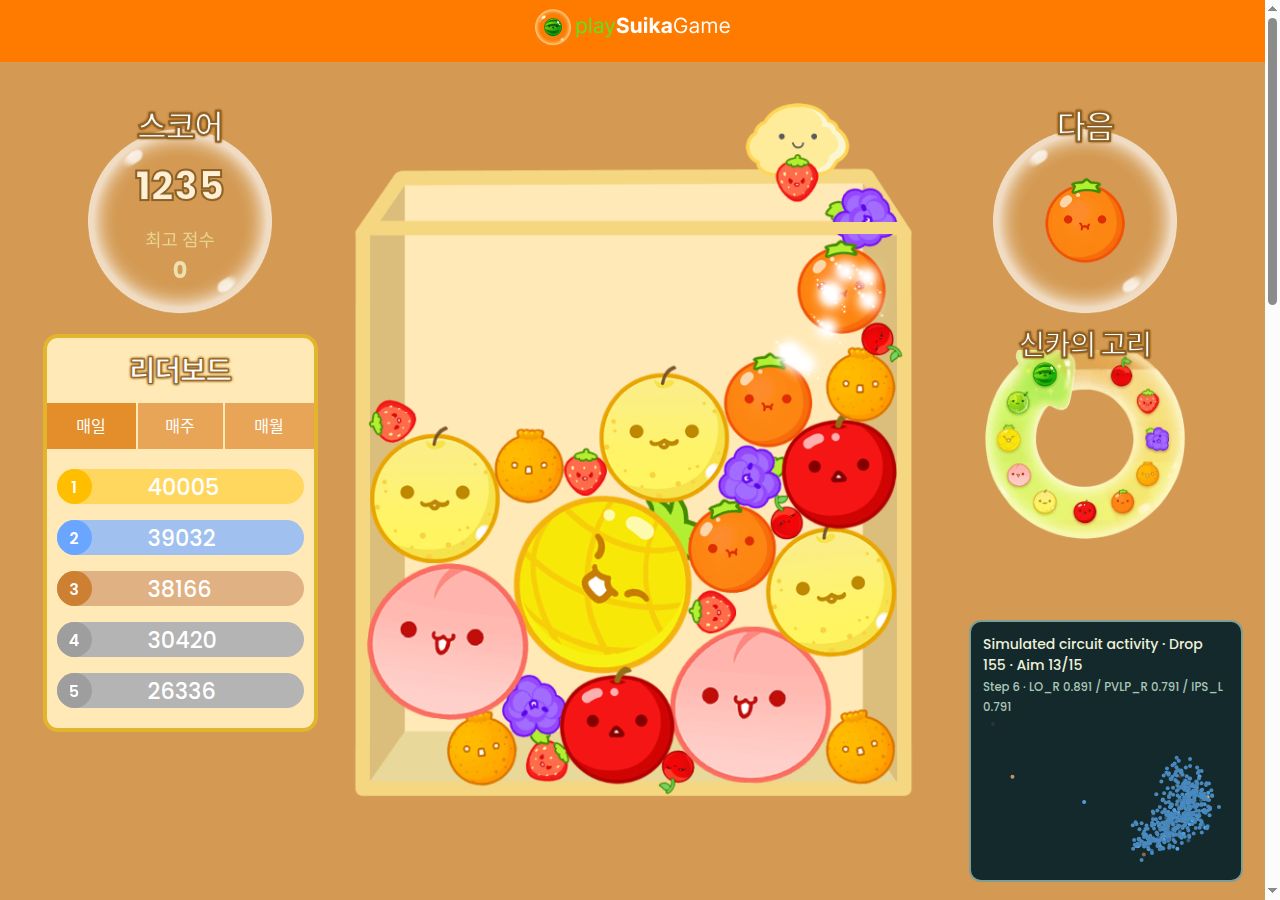 playSuikaGame
스코어
1235
최고 점수
0
리더보드
매일 매주 매월
1 40005
2 39032
3 38166
4 30420
5 26336
다음
신카의 고리
Simulated circuit activity · Drop
155 · Aim 13/15
Step 6 · LO_R 0.891 / PVLP_R 0.791 / IPS_L
0.791